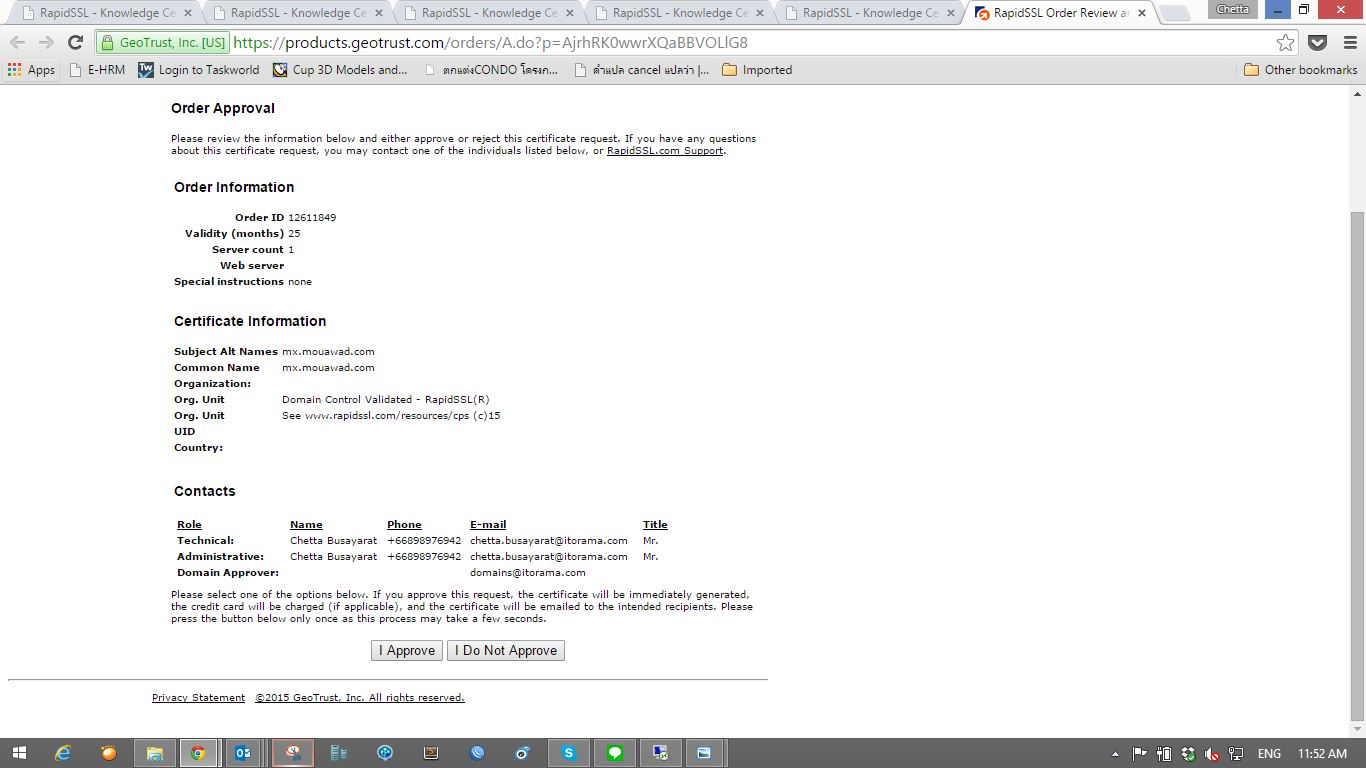 RapidSSL - Knowledge Ce
RapidSSL - Knowledge Ce
RapidSSL - Knowledge Ce
RapidSSL - Knowledge Ce
RapidSSL - Knowledge Ce
RapidSSL Order Review a
Chetta
GeoTrust, Inc. [US] https://products.geotrust.com/orders/A.do?p=AjrhRK0wwrXQaBBVOLlG8
Apps E-HRM Login to Taskworld Cup 3D Models and... ตกแต่งCONDO โครงก... คำแปล cancel แปลว่า |... Imported Other bookmarks
Order Approval
Please review the information below and either approve or reject this certificate request. If you have any questions
about this certificate request, you may contact one of the individuals listed below, or RapidSSL.com Support.
Order Information
Order ID 12611849
Validity (months) 25
Server count 1
Web server
Special instructions none
Certificate Information
Subject Alt Names mx.mouawad.com
Common Name mx.mouawad.com
Organization:
Org. Unit Domain Control Validated - RapidSSL(R)
Org. Unit See www.rapidssl.com/resources/cps (c)15
UID
Country:
Contacts
Role Name Phone E-mail Title
Technical: Chetta Busayarat +66898976942 chetta.busayarat@itorama.com Mr.
Administrative: Chetta Busayarat +66898976942 chetta.busayarat@itorama.com Mr.
Domain Approver: domains@itorama.com
Please select one of the options below. If you approve this request, the certificate will be immediately generated,
the credit card will be charged (if applicable), and the certificate will be emailed to the intended recipients. Please
press the button below only once as this process may take a few seconds.
I Approve I Do Not Approve
Privacy Statement ©2015 GeoTrust, Inc. All rights reserved.
ENG 11:52 AM